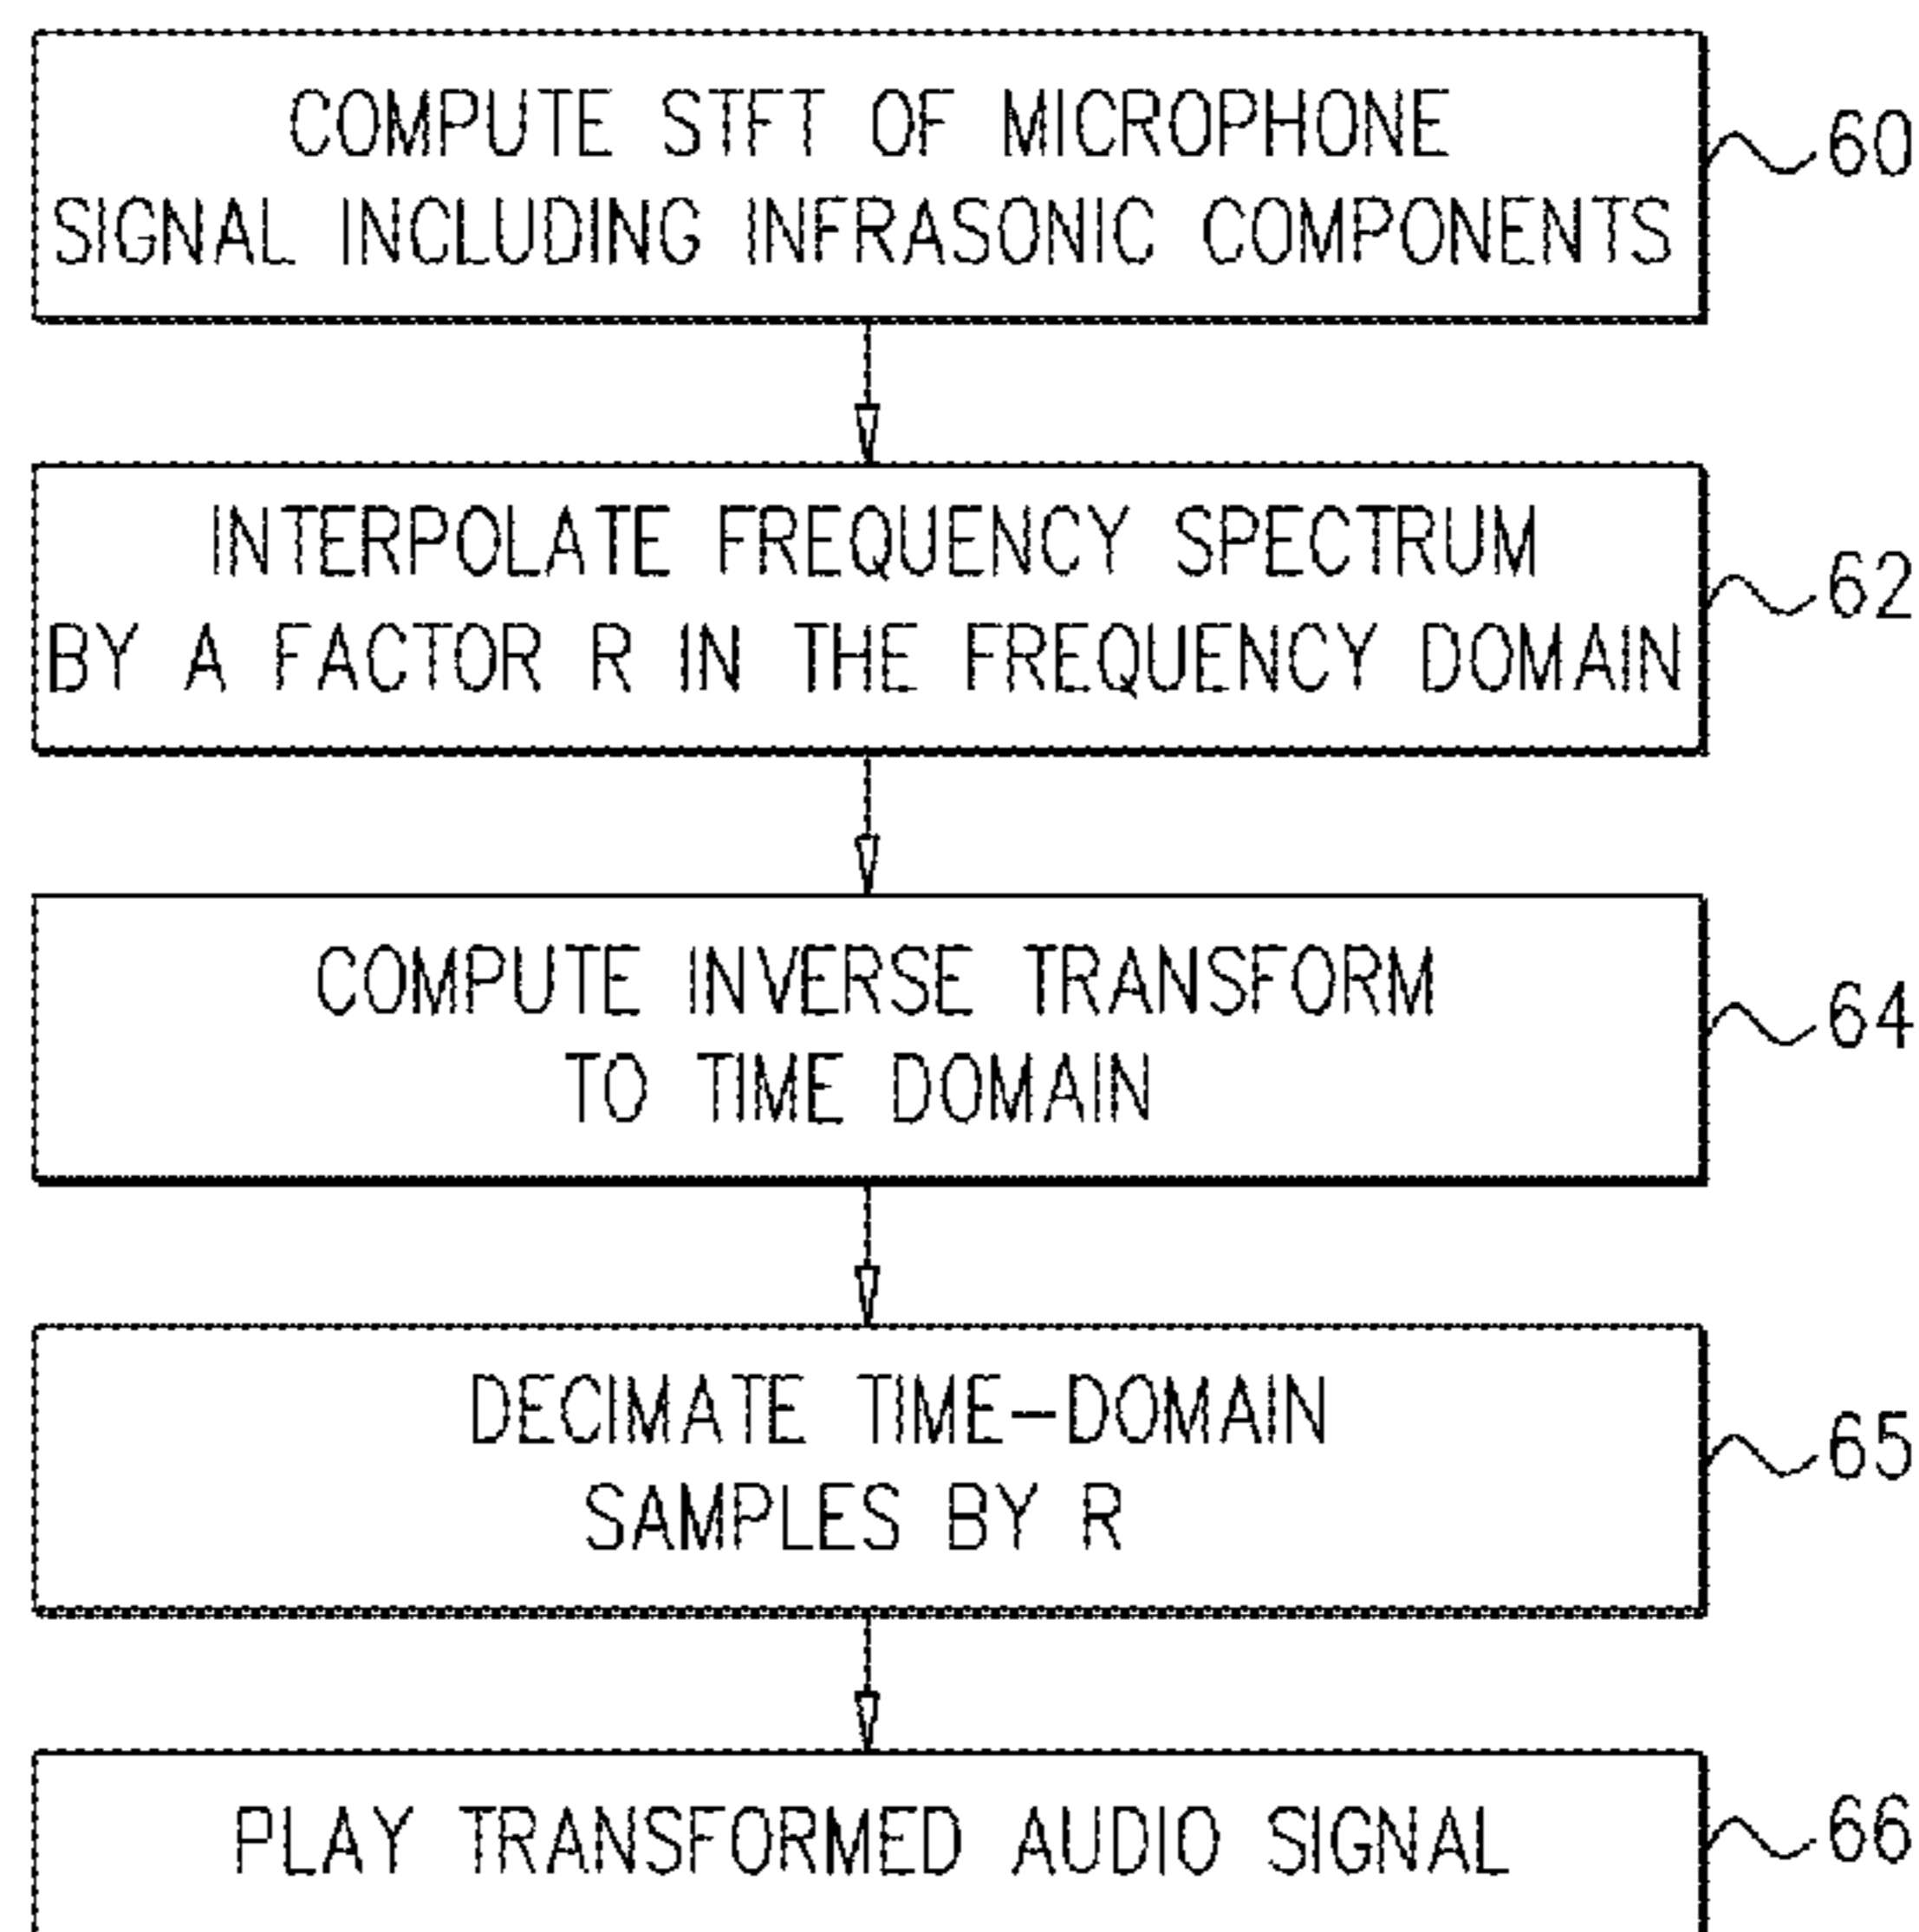 COMPUTE STFT OF MICROPHONE
SIGNAL INCLUDING INFRASONIC COMPONENTS
60
INTERPOLATE FREQUENCY SPECTRUM
BY A FACTOR R IN THE FREQUENCY DOMAIN
62
COMPUTE INVERSE TRANSFORM
TO TIME DOMAIN
64
DECIMATE TIME-DOMAIN
SAMPLES BY R
65
PLAY TRANSFORMED AUDIO SIGNAL
66